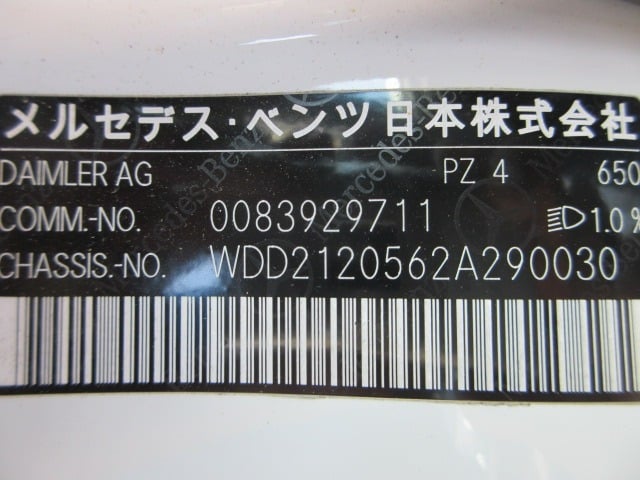 メルセデス・ベンツ日本株式会社
DAIMLER AG PZ 4 650
COMM.-NO. 0083929711 1.0%
CHASSIS.-NO. WDD2120562A290030